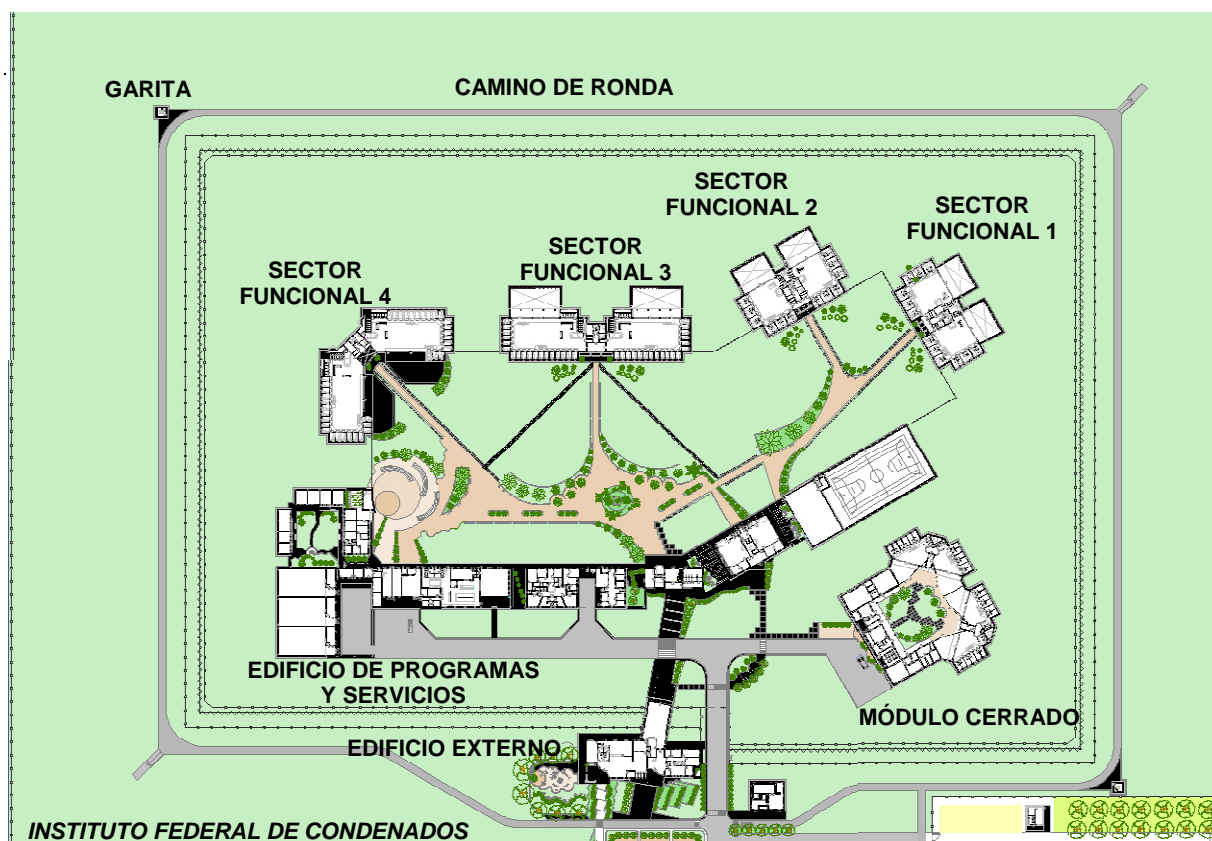 GARITA
CAMINO DE RONDA
SECTOR
FUNCIONAL 2
SECTOR
FUNCIONAL 1
SECTOR
FUNCIONAL 3
SECTOR
FUNCIONAL 4
EDIFICIO DE PROGRAMAS
Y SERVICIOS
MÓDULO CERRADO
EDIFICIO EXTERNO
INSTITUTO FEDERAL DE CONDENADOS